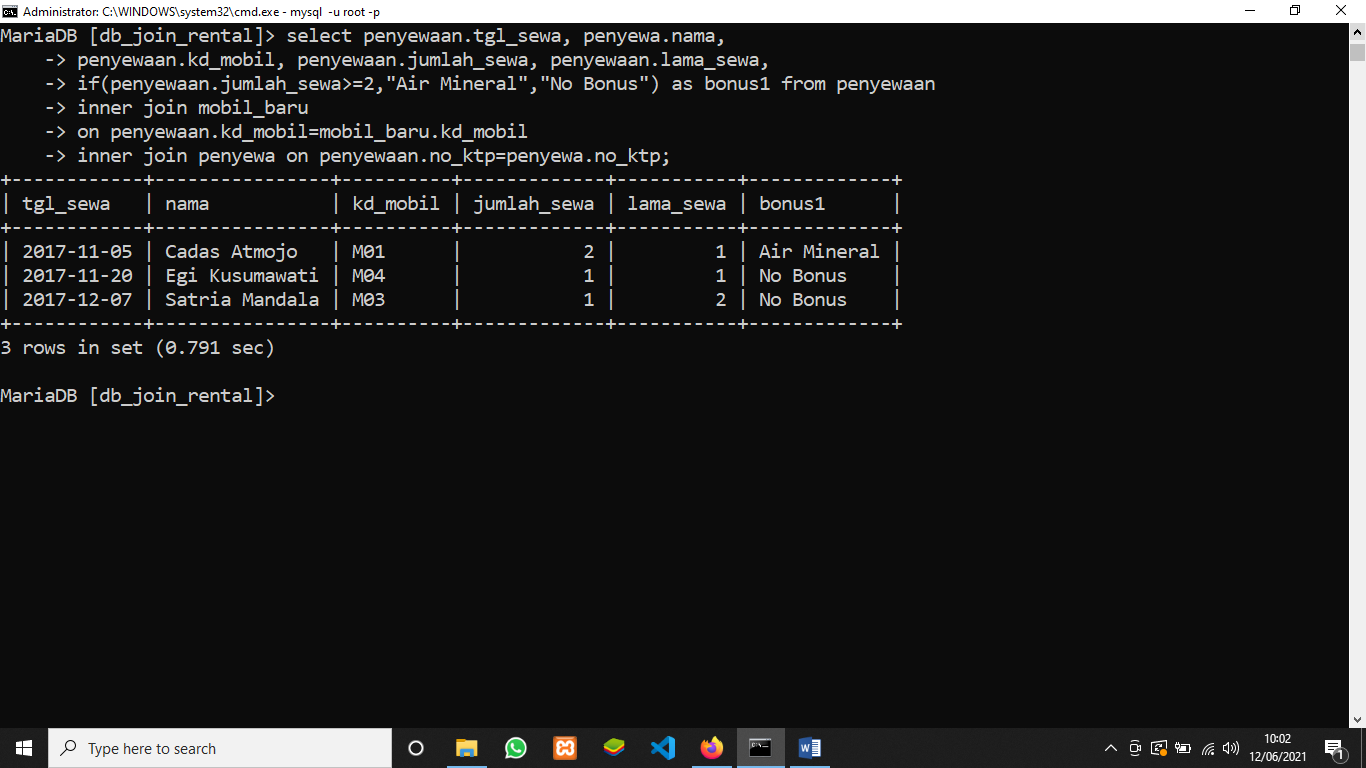 Administrator: C:\WINDOWS\system32\cmd.exe - mysql  -u root -p
MariaDB [db_join_rental]> select penyewaan.tgl_sewa, penyewa.nama,
    -> penyewaan.kd_mobil, penyewaan.jumlah_sewa, penyewaan.lama_sewa,
    -> if(penyewaan.jumlah_sewa>=2,"Air Mineral","No Bonus") as bonus1 from penyewaan
    -> inner join mobil_baru
    -> on penyewaan.kd_mobil=mobil_baru.kd_mobil
    -> inner join penyewa on penyewaan.no_ktp=penyewa.no_ktp;
+------------+----------------+----------+-------------+-----------+-------------+
| tgl_sewa   | nama           | kd_mobil | jumlah_sewa | lama_sewa | bonus1      |
+------------+----------------+----------+-------------+-----------+-------------+
| 2017-11-05 | Cadas Atmojo   | M01      |           2 |         1 | Air Mineral |
| 2017-11-20 | Egi Kusumawati | M04      |           1 |         1 | No Bonus    |
| 2017-12-07 | Satria Mandala | M03      |           1 |         2 | No Bonus    |
+------------+----------------+----------+-------------+-----------+-------------+
3 rows in set (0.791 sec)
MariaDB [db_join_rental]>
Type here to search
10:02
12/06/2021
1